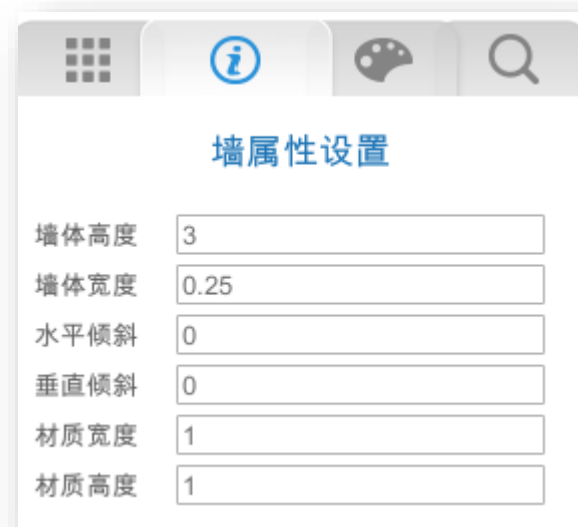 墙属性设置
墙体高度 3
墙体宽度 0.25
水平倾斜 0
垂直倾斜 0
材质宽度 1
材质高度 1